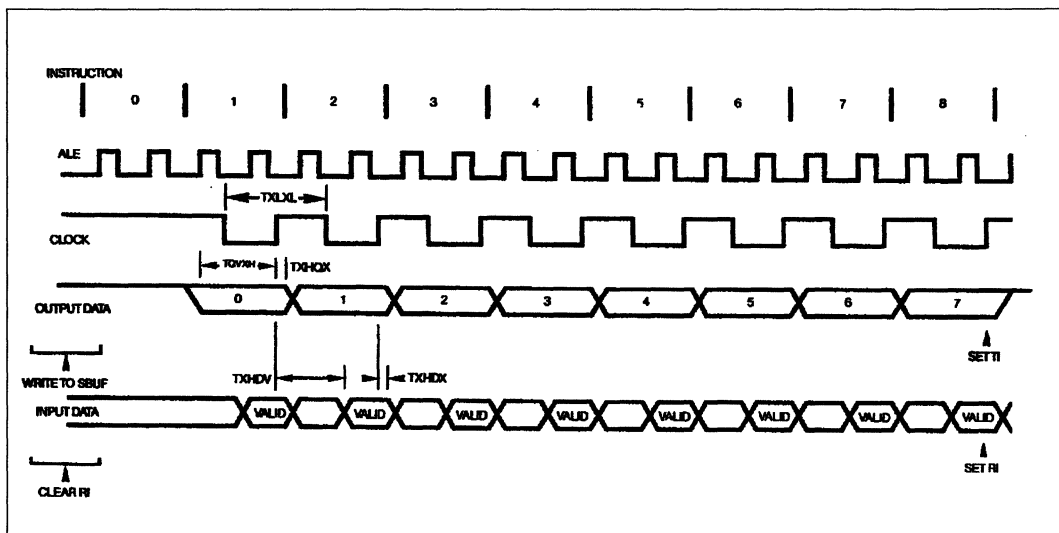 INSTRUCTION
0 1 2 3 4 5 6 7 8
ALE
TXLXL
CLOCK
TQVXH TXHQX
OUTPUT DATA
0 1 2 3 4 5 6 7
SET TI
WRITE TO SBUF
TXHDV TXHDX
INPUT DATA
VALID VALID VALID VALID VALID VALID VALID VALID
SET RI
CLEAR RI